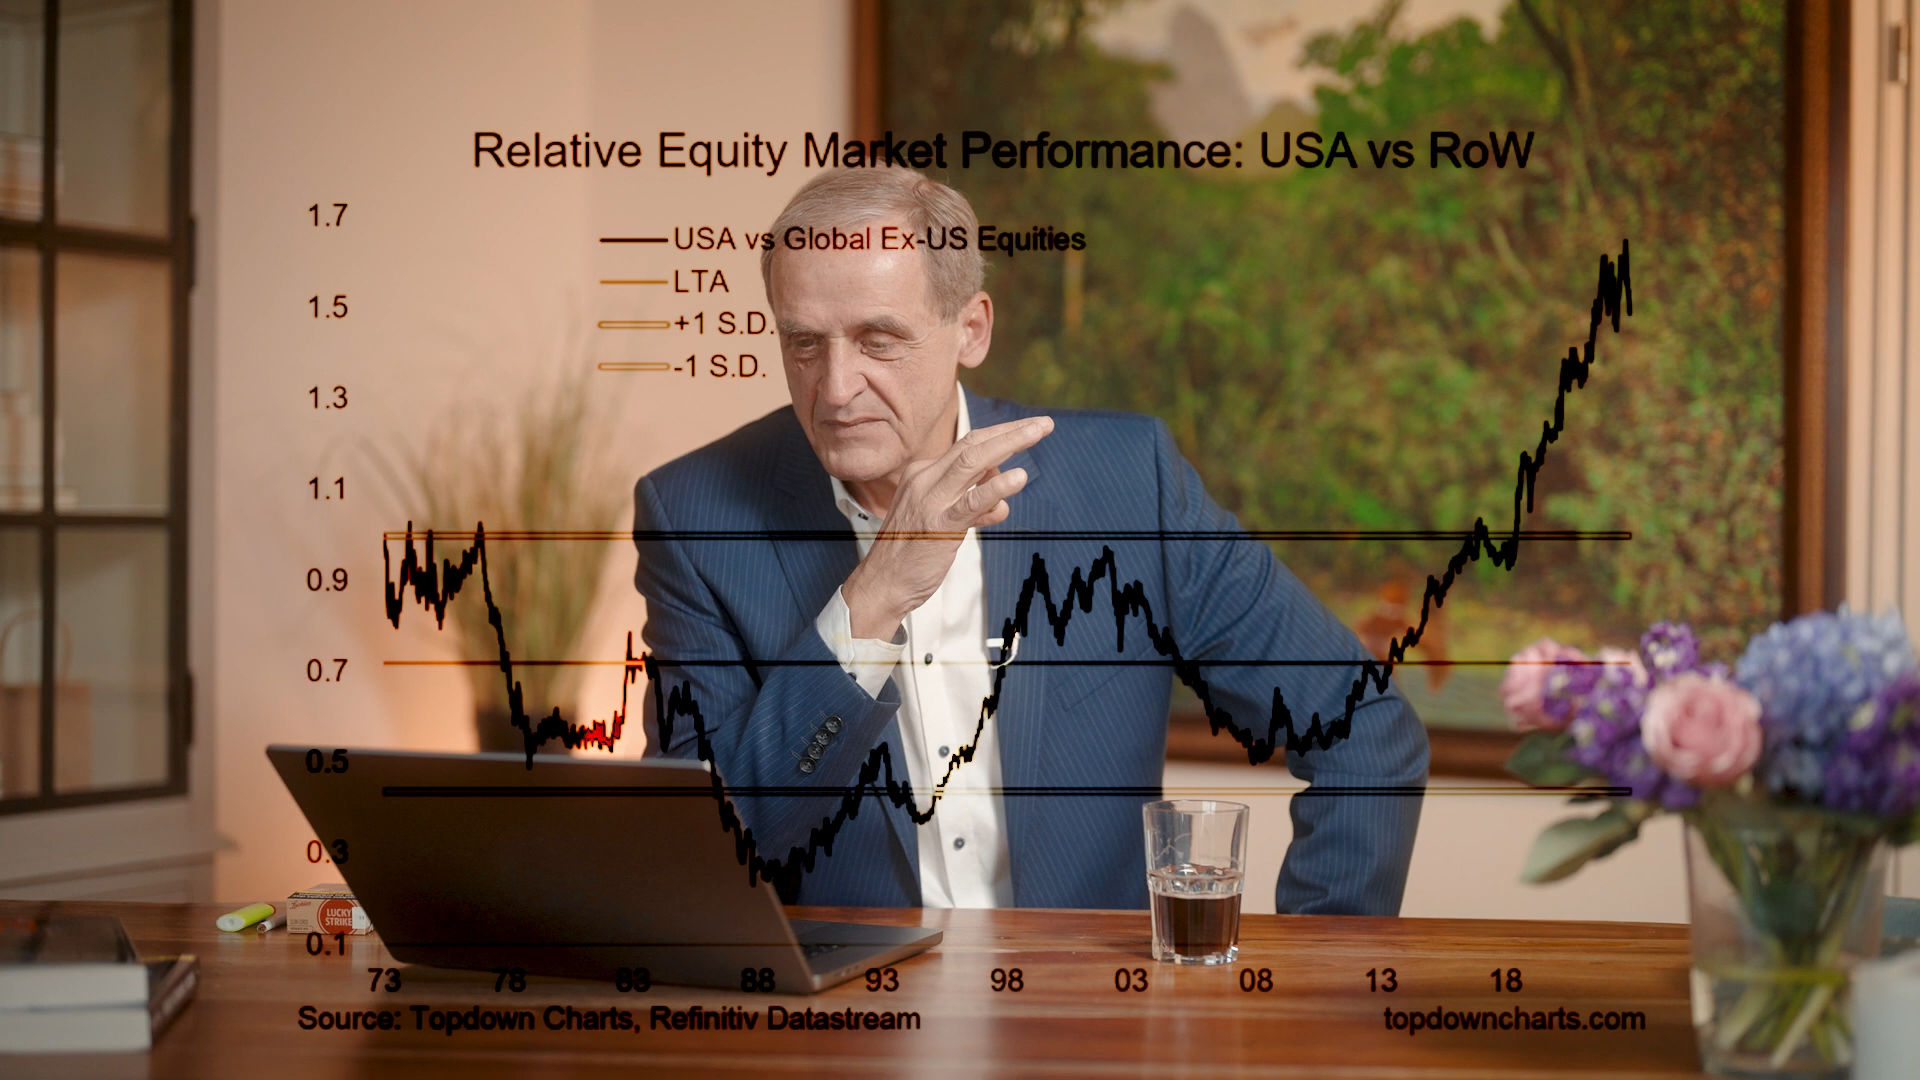 Relative Equity Market Performance: USA vs RoW
1.7
USA vs Global Ex-US Equities
LTA
+1 S.D.
-1 S.D.
1.5
1.3
1.1
0.9
0.7
0.5
0.3
0.1
LUCKY
STRIKE
73 78 83 88 93 98 03 08 13 18
Source: Topdown Charts, Refinitiv Datastream
topdowncharts.com